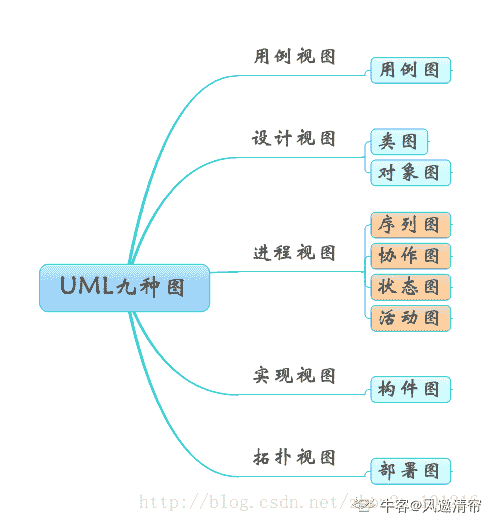 用例视图
用例图
设计视图
类图
对象图
进程视图
序列图
协作图
状态图
活动图
UML九种图
实现视图
构件图
拓扑视图
部署图
http://blog.csdn.net/
牛客@风邀清帘